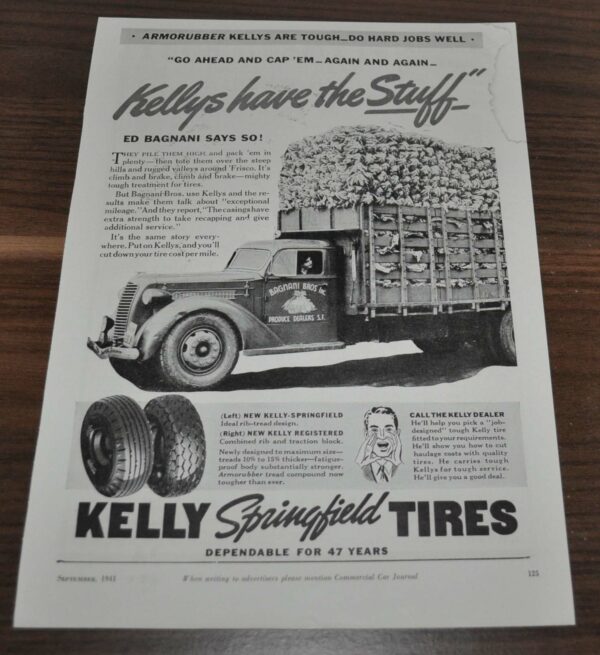 • ARMORUBBER KELLYS ARE TOUGH—DO HARD JOBS WELL •
"GO AHEAD AND CAP 'EM—AGAIN AND AGAIN—
Kellys have the Stuff—"
ED BAGNANI SAYS SO!
THEY PILE THEM HIGH and pack 'em in
plenty—then tote them over the steep
hills and rugged valleys around 'Frisco. It's
climb and brake, climb and brake—mighty
tough treatment for tires.
But Bagnani Bros. use Kellys and the re-
sults make them talk about "exceptional
mileage." And they report, "The casings have
extra strength to take recapping and give
additional service."
It's the same story every-
where. Put on Kellys, and you'll
cut down your tire cost per mile.
BAGNANI BROS INC.
PRODUCE DEALERS S.F.
(Left) NEW KELLY-SPRINGFIELD
Ideal rib-tread design.
(Right) NEW KELLY REGISTERED
Combined rib and traction block.
Newly designed to maximum size—
treads 10% to 15% thicker—fatigue-
proof body substantially stronger.
Armorubber tread compound now
tougher than ever.
CALL THE KELLY DEALER
He'll help you pick a "job-
designed" tough Kelly tire
fitted to your requirements.
He'll show you how to cut
haulage costs with quality
tires. He carries tough
Kellys for tough service.
He'll give you a good deal.
KELLY Springfield TIRES
DEPENDABLE FOR 47 YEARS
SEPTEMBER, 1941
When writing to advertisers please mention Commercial Car Journal
125